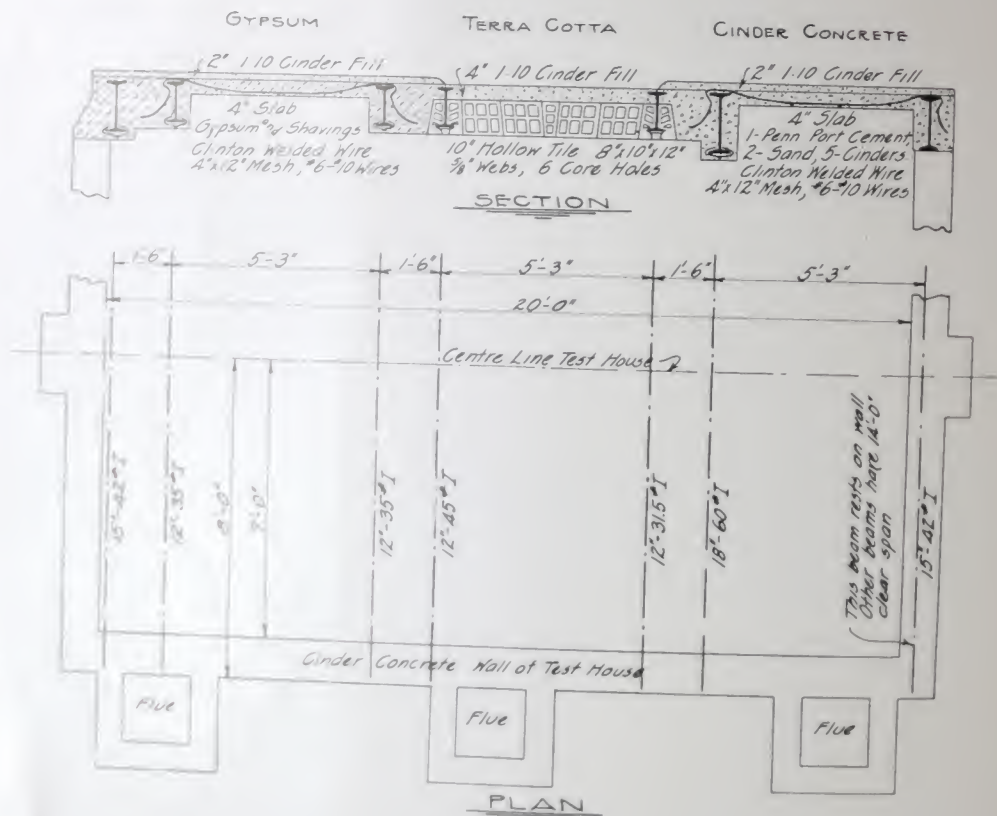 GYPSUM
TERRA COTTA
CINDER CONCRETE
2" 1-10 Cinder Fill
4" 1-10 Cinder Fill
2" 1-10 Cinder Fill
4" Slab
Gypsum and Shavings
Clinton Welded Wire
4"x12" Mesh, #6-#10 Wires
10" Hollow Tile 8"x10"x12"
5/8" Webs, 6 Core Holes
4" Slab
1-Penn Port Cement,
2-Sand, 5-Cinders
Clinton Welded Wire
4"x12" Mesh, #6-#10 Wires
SECTION
1'-6"
5'-3"
1'-6"
5'-3"
1'-6"
5'-3"
20'-0"
Centre Line Test House
15"-42# I
12"-35# I
8'-0"
7'-0"
12"-35# I
12"-45# I
12"-31.5# I
18"-60# I
This beam rests on wall
Other beams have 14'-0"
clear span
15"-42# I
Cinder Concrete Wall of Test House
Flue
Flue
Flue
PLAN